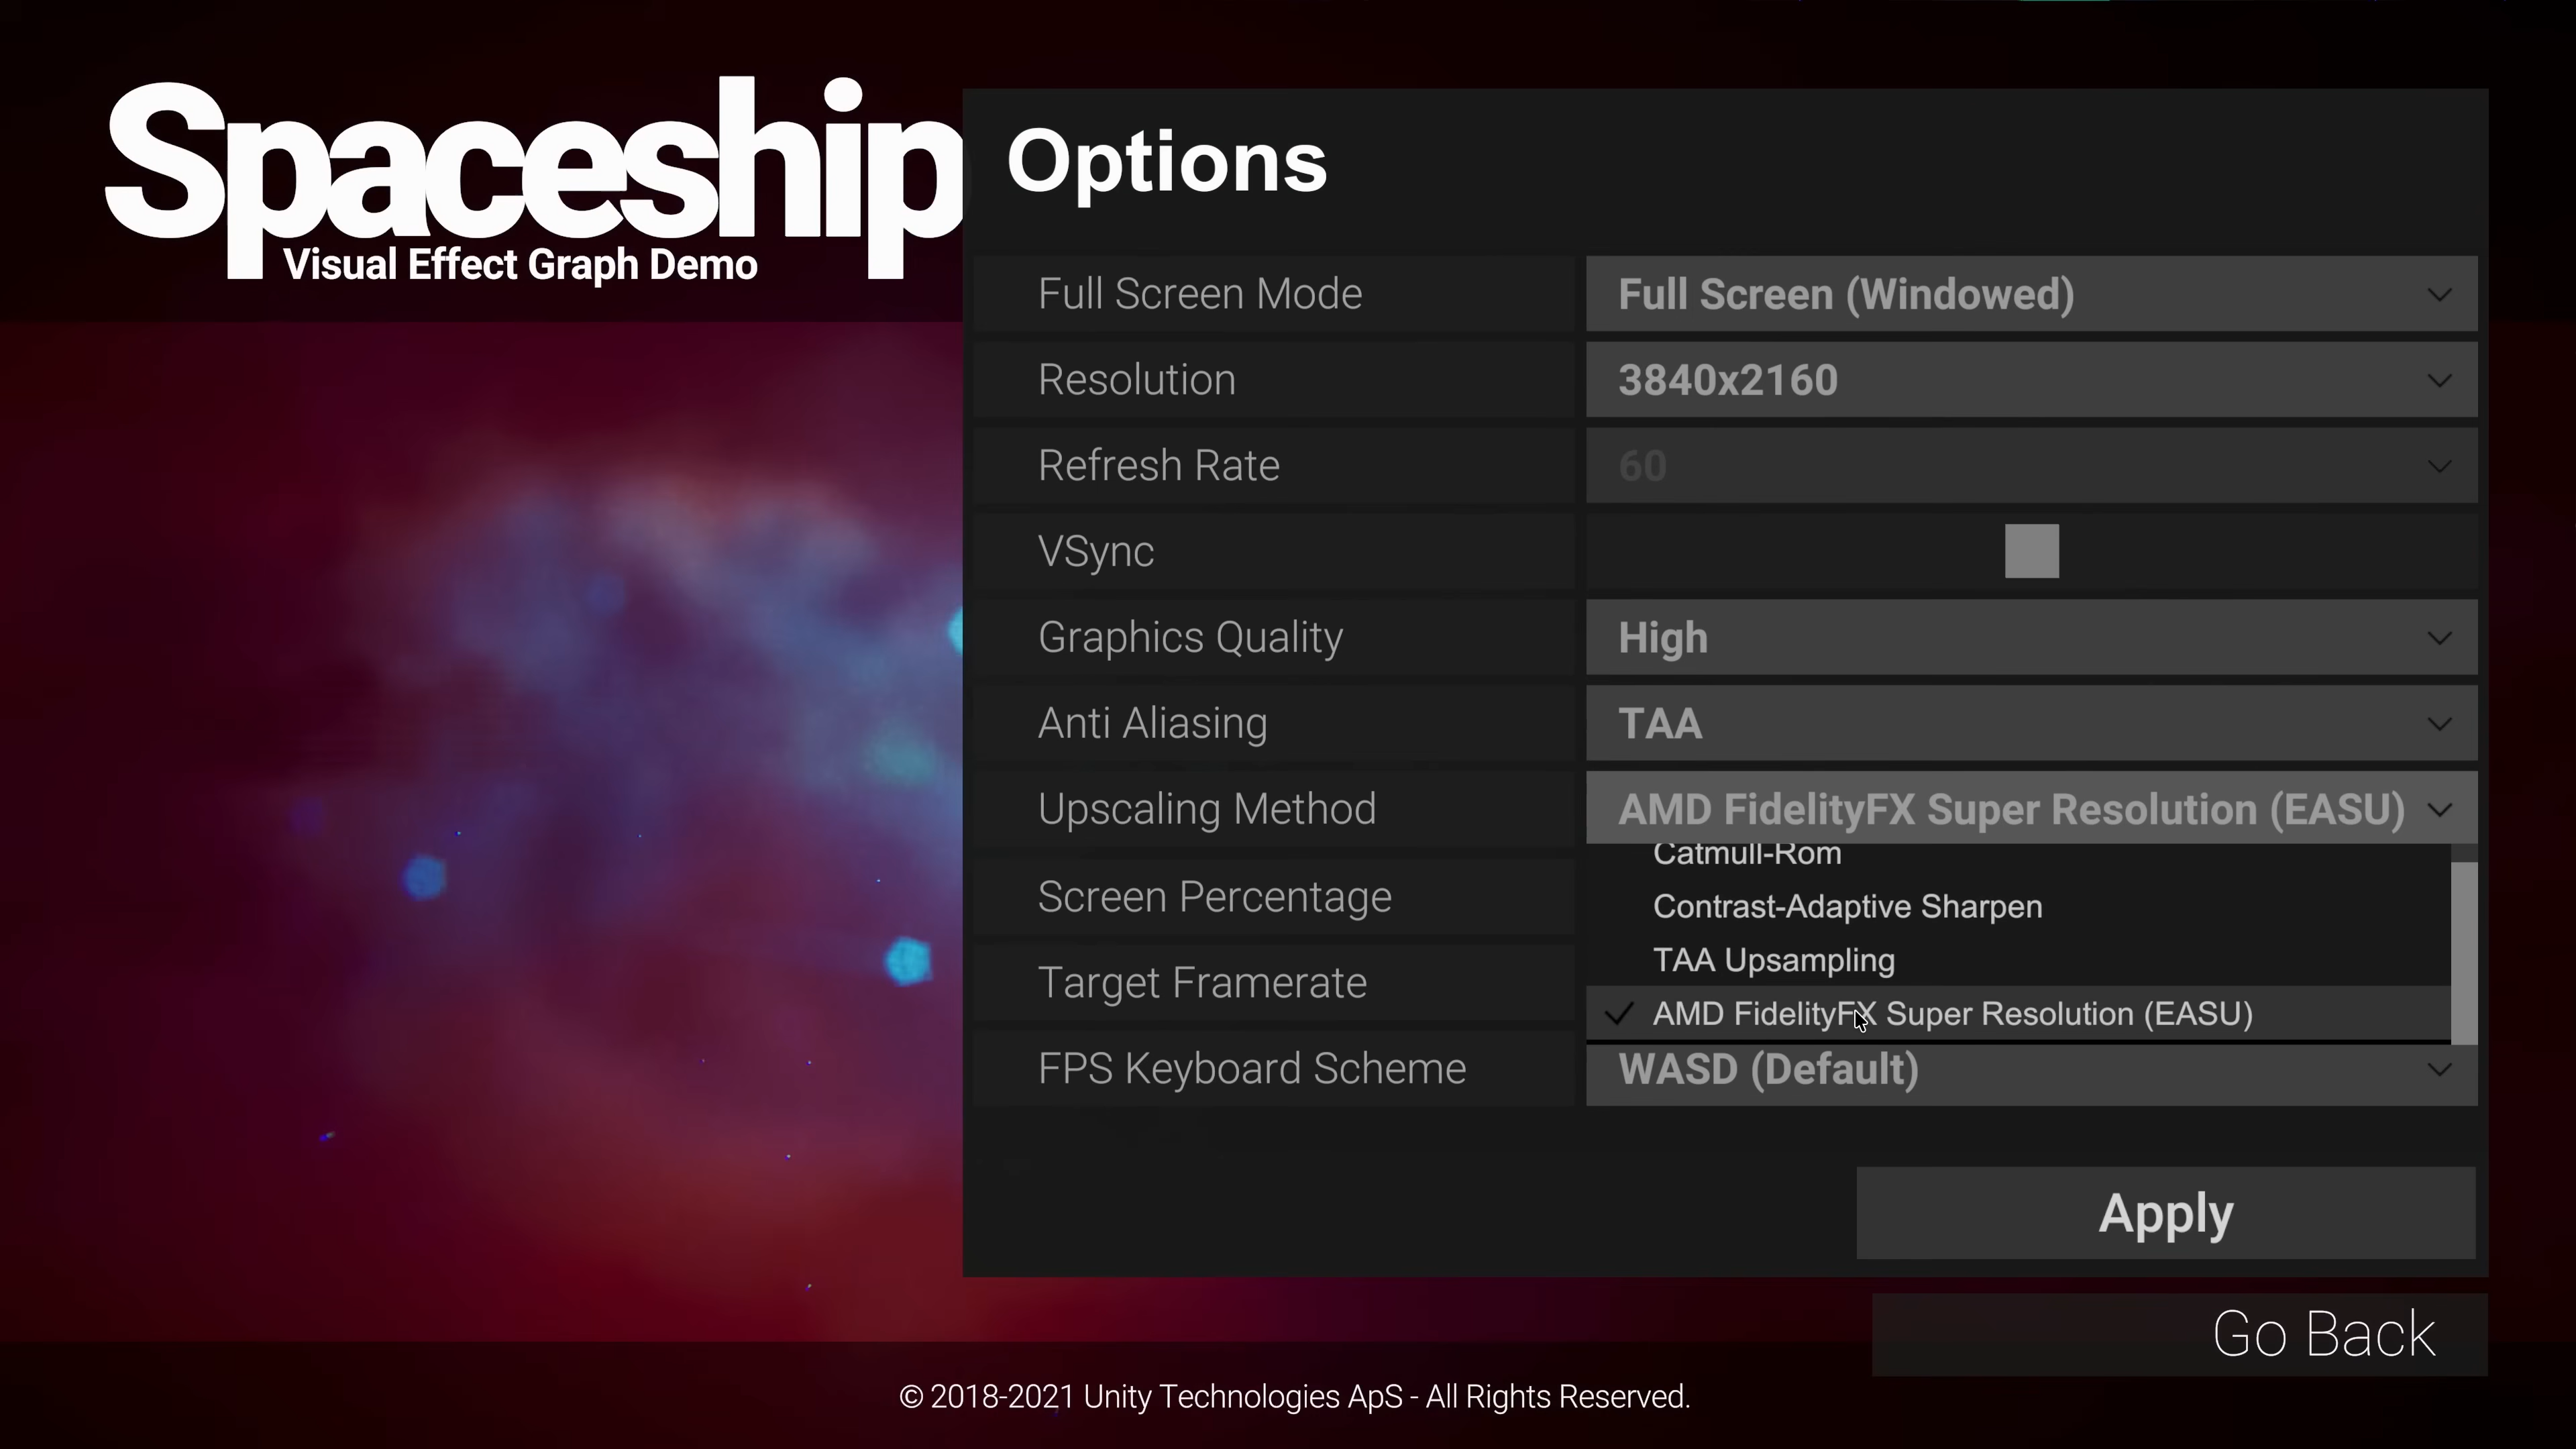 Spaceship
Visual Effect Graph Demo
Options
Full Screen Mode
Full Screen (Windowed)
Resolution
3840x2160
Refresh Rate
60
VSync
Graphics Quality
High
Anti Aliasing
TAA
Upscaling Method
AMD FidelityFX Super Resolution (EASU)
Catmull-Rom
Contrast-Adaptive Sharpen
TAA Upsampling
AMD FidelityFX Super Resolution (EASU)
Screen Percentage
Target Framerate
FPS Keyboard Scheme
WASD (Default)
Apply
Go Back
© 2018-2021 Unity Technologies ApS - All Rights Reserved.